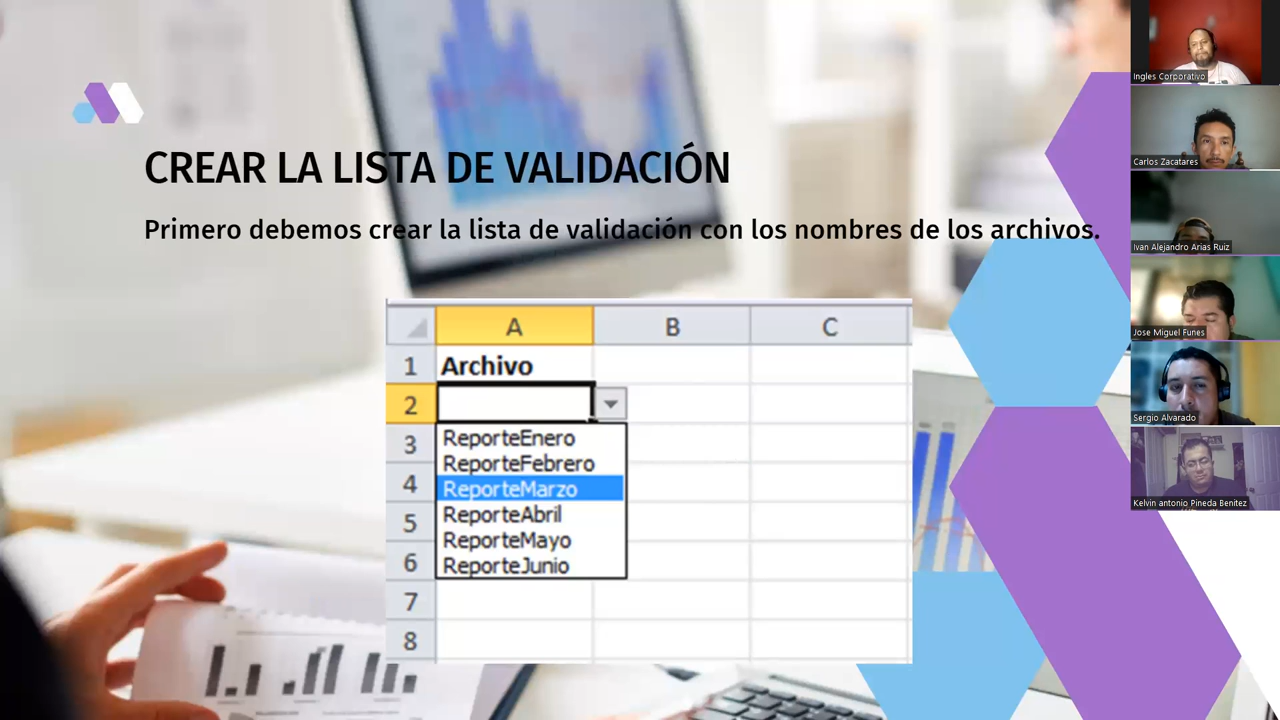 CREAR LA LISTA DE VALIDACIÓN
Primero debemos crear la lista de validación con los nombres de los archivos.
A B C
1 Archivo
2
ReporteEnero
3
ReporteFebrero
4 ReporteMarzo
5 ReporteAbril
ReporteMayo
6 ReporteJunio
7
8
Ingles Corporativo
Carlos Zacatares
Ivan Alejandro Arias Ruiz
Jose Miguel Funes
Sergio Alvarado
Kelvin antonio Pineda Benitez